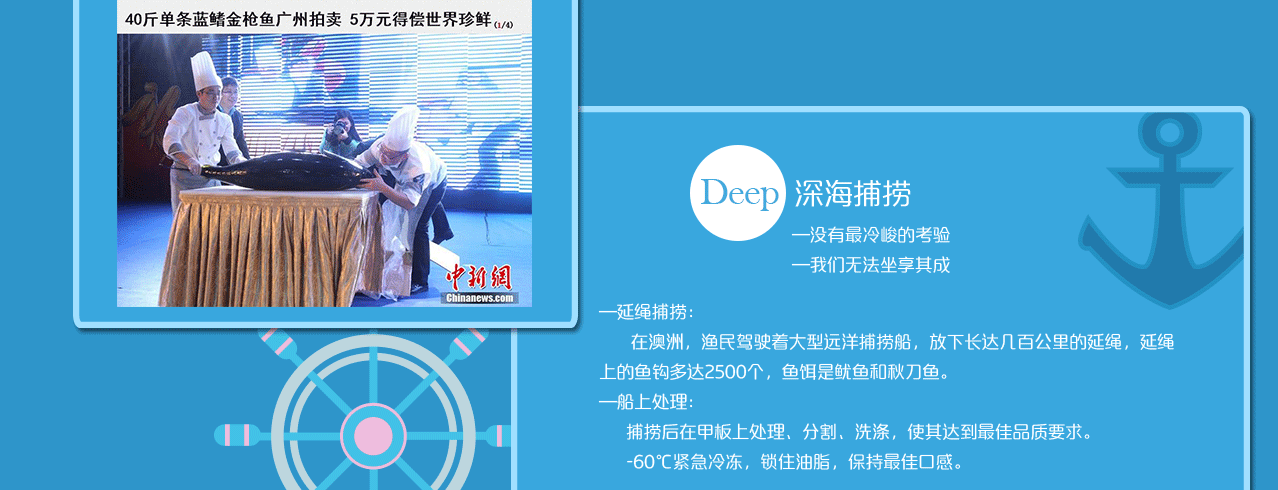 40斤单条蓝鳍金枪鱼广州拍卖 5万元得偿世界珍鲜(1/4)
中新網
Chinanews.com
Deep 深海捕捞
—没有最冷峻的考验
—我们无法坐享其成
—延绳捕捞：
在澳洲，渔民驾驶着大型远洋捕捞船，放下长达几百公里的延绳，延绳
上的鱼钩多达2500个，鱼饵是鱿鱼和秋刀鱼。
—船上处理：
捕捞后在甲板上处理、分割、洗涤，使其达到最佳品质要求。
-60℃紧急冷冻，锁住油脂，保持最佳口感。